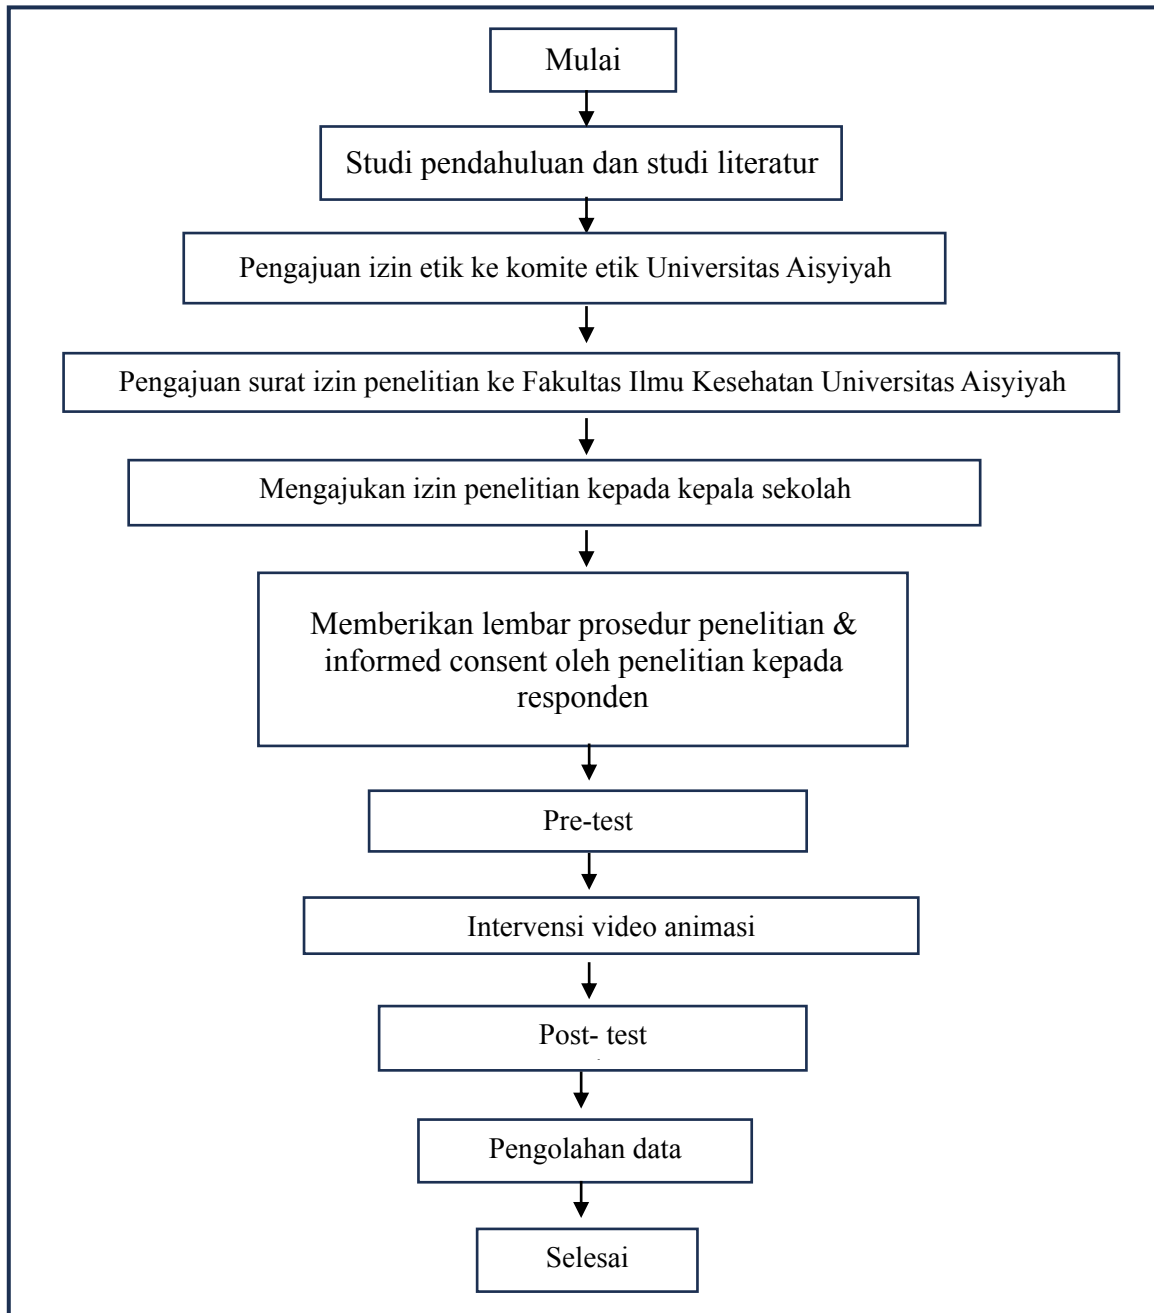 Mulai
Studi pendahuluan dan studi literatur
Pengajuan izin etik ke komite etik Universitas Aisyiyah
Pengajuan surat izin penelitian ke Fakultas Ilmu Kesehatan Universitas Aisyiyah
Mengajukan izin penelitian kepada kepala sekolah
Memberikan lembar prosedur penelitian &
informed consent oleh penelitian kepada
responden
Pre-test
Intervensi video animasi
Post- test
Pengolahan data
Selesai